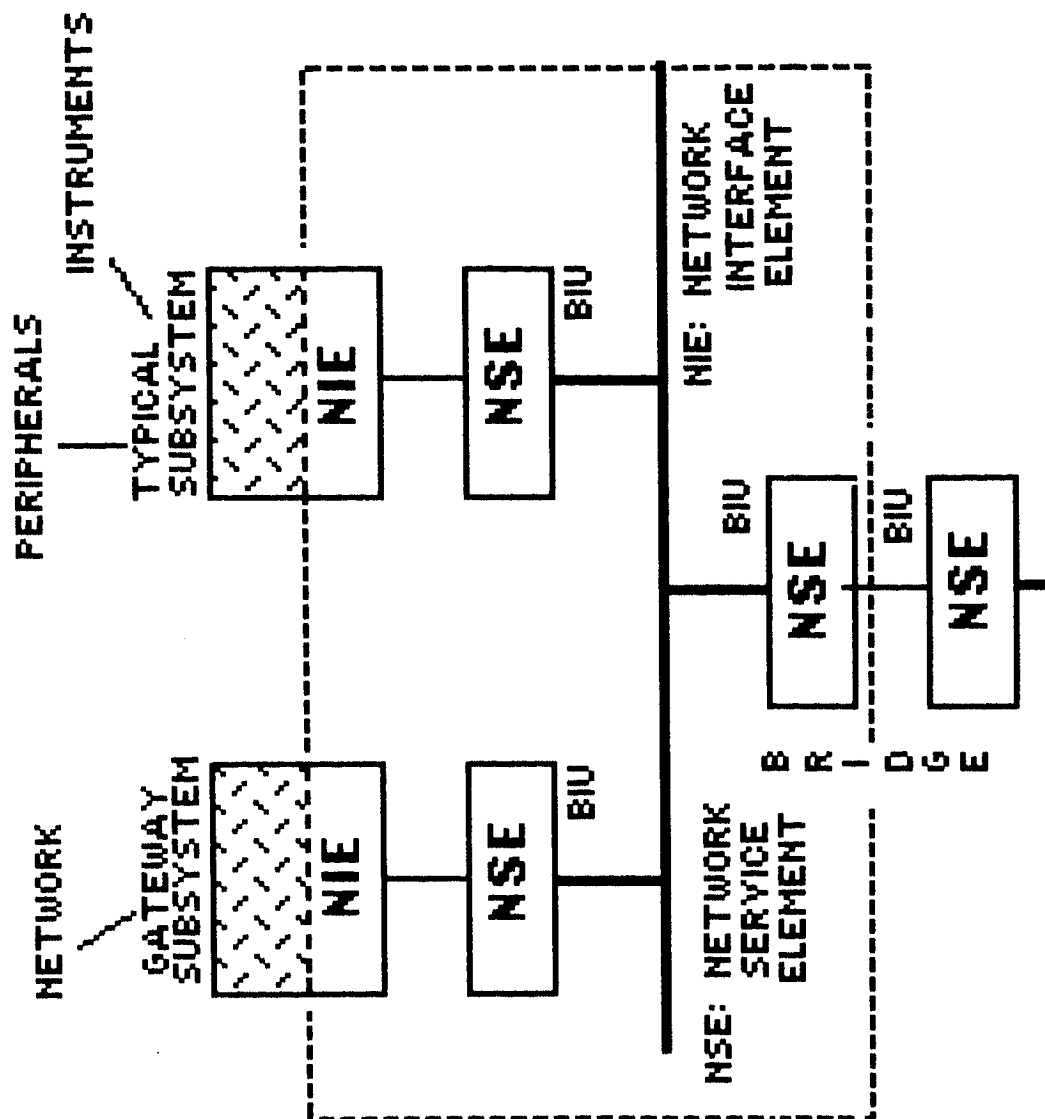 PERIPHERALS
NETWORK
INSTRUMENTS
GATEWAY
SUBSYSTEM
TYPICAL
SUBSYSTEM
NIE
NIE
NSE
NSE
BIU
BIU
NSE: NETWORK
SERVICE
ELEMENT
NIE: NETWORK
INTERFACE
ELEMENT
BIU
NSE
BRIDGE
BIU
NSE